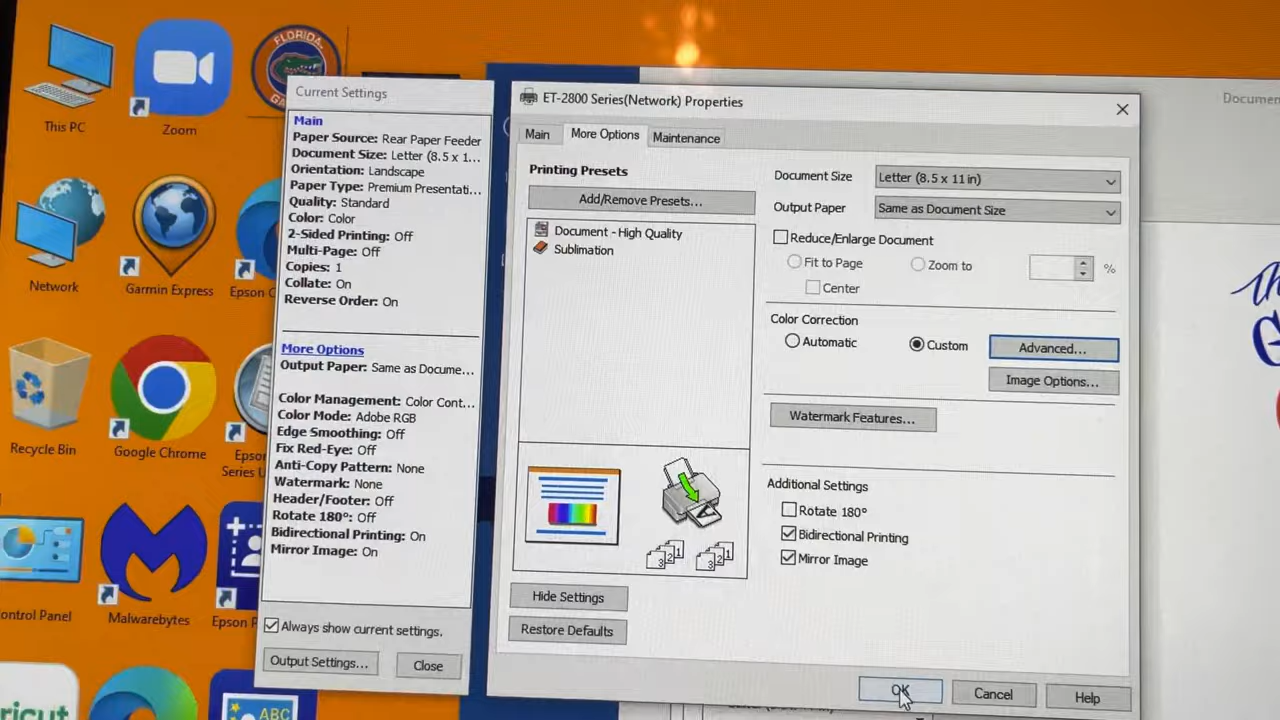 This PC
Zoom
FLORIDA
Network
Garmin Express
Epson
Recycle Bin
Google Chrome
Epson
Series
ontrol Panel
Malwarebytes
Epson
ricut
ABC
Current Settings
Main
Paper Source: Rear Paper Feeder
Document Size: Letter (8.5 x 1...
Orientation: Landscape
Paper Type: Premium Presentati...
Quality: Standard
Color: Color
2-Sided Printing: Off
Multi-Page: Off
Copies: 1
Collate: On
Reverse Order: On
More Options
Output Paper: Same as Docume...
Color Management: Color Cont...
Color Mode: Adobe RGB
Edge Smoothing: Off
Fix Red-Eye: Off
Anti-Copy Pattern: None
Watermark: None
Header/Footer: Off
Rotate 180°: Off
Bidirectional Printing: On
Mirror Image: On
Always show current settings.
Output Settings...
Close
ET-2800 Series(Network) Properties
Main
More Options
Maintenance
Printing Presets
Add/Remove Presets...
Document - High Quality
Sublimation
Hide Settings
Restore Defaults
Document Size
Letter (8.5 x 11 in)
Output Paper
Same as Document Size
Reduce/Enlarge Document
Fit to Page
Zoom to
%
Center
Color Correction
Automatic
Custom
Advanced...
Image Options...
Watermark Features...
Additional Settings
Rotate 180°
Bidirectional Printing
Mirror Image
OK
Cancel
Help
Documen